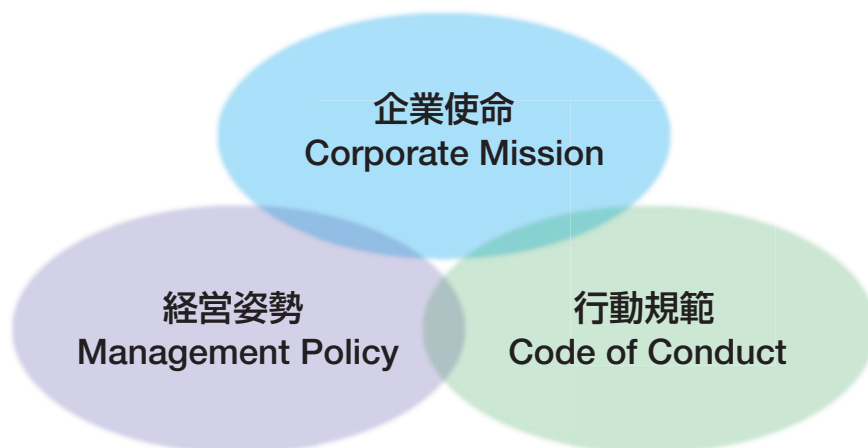 企業使命
Corporate Mission
経営姿勢
Management Policy
行動規範
Code of Conduct